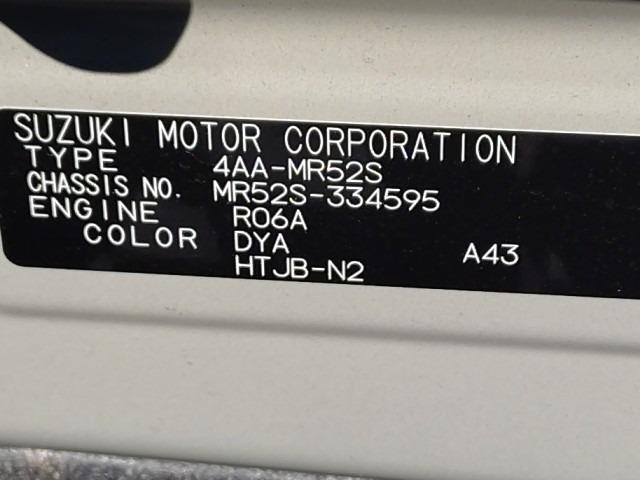 SUZUKI MOTOR CORPORATION
TYPE 4AA-MR52S
CHASSIS NO. MR52S-334595
ENGINE R06A
COLOR DYA A43
HTJB-N2